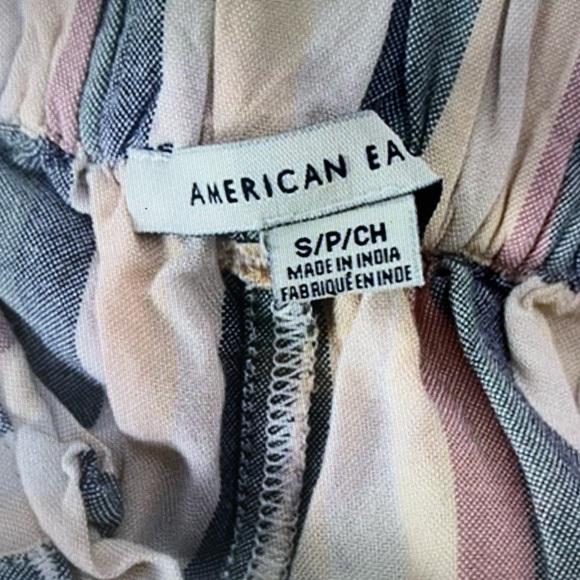 AMERICAN EA
S/P/CH
MADE IN INDIA
FABRIQUÉ EN INDE